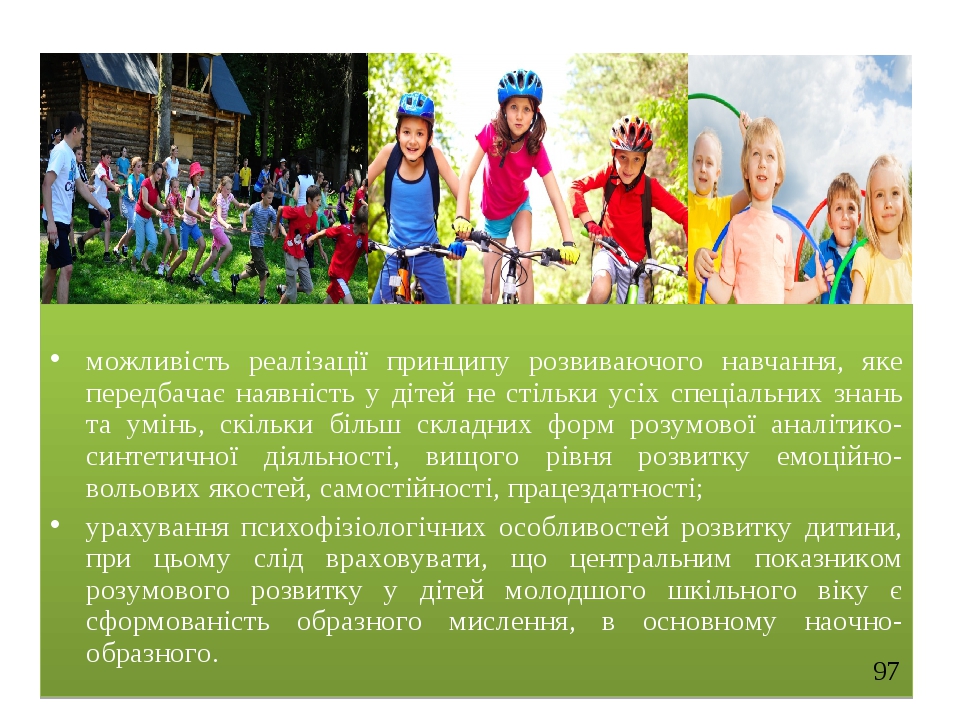 • можливість реалізації принципу розвиваючого навчання, яке
передбачає наявність у дітей не стільки усіх спеціальних знань
та умінь, скільки більш складних форм розумової аналітико-
синтетичної діяльності, вищого рівня розвитку емоційно-
вольових якостей, самостійності, працездатності;
• урахування психофізіологічних особливостей розвитку дитини,
при цьому слід враховувати, що центральним показником
розумового розвитку у дітей молодшого шкільного віку є
сформованість образного мислення, в основному наочно-
образного.
97